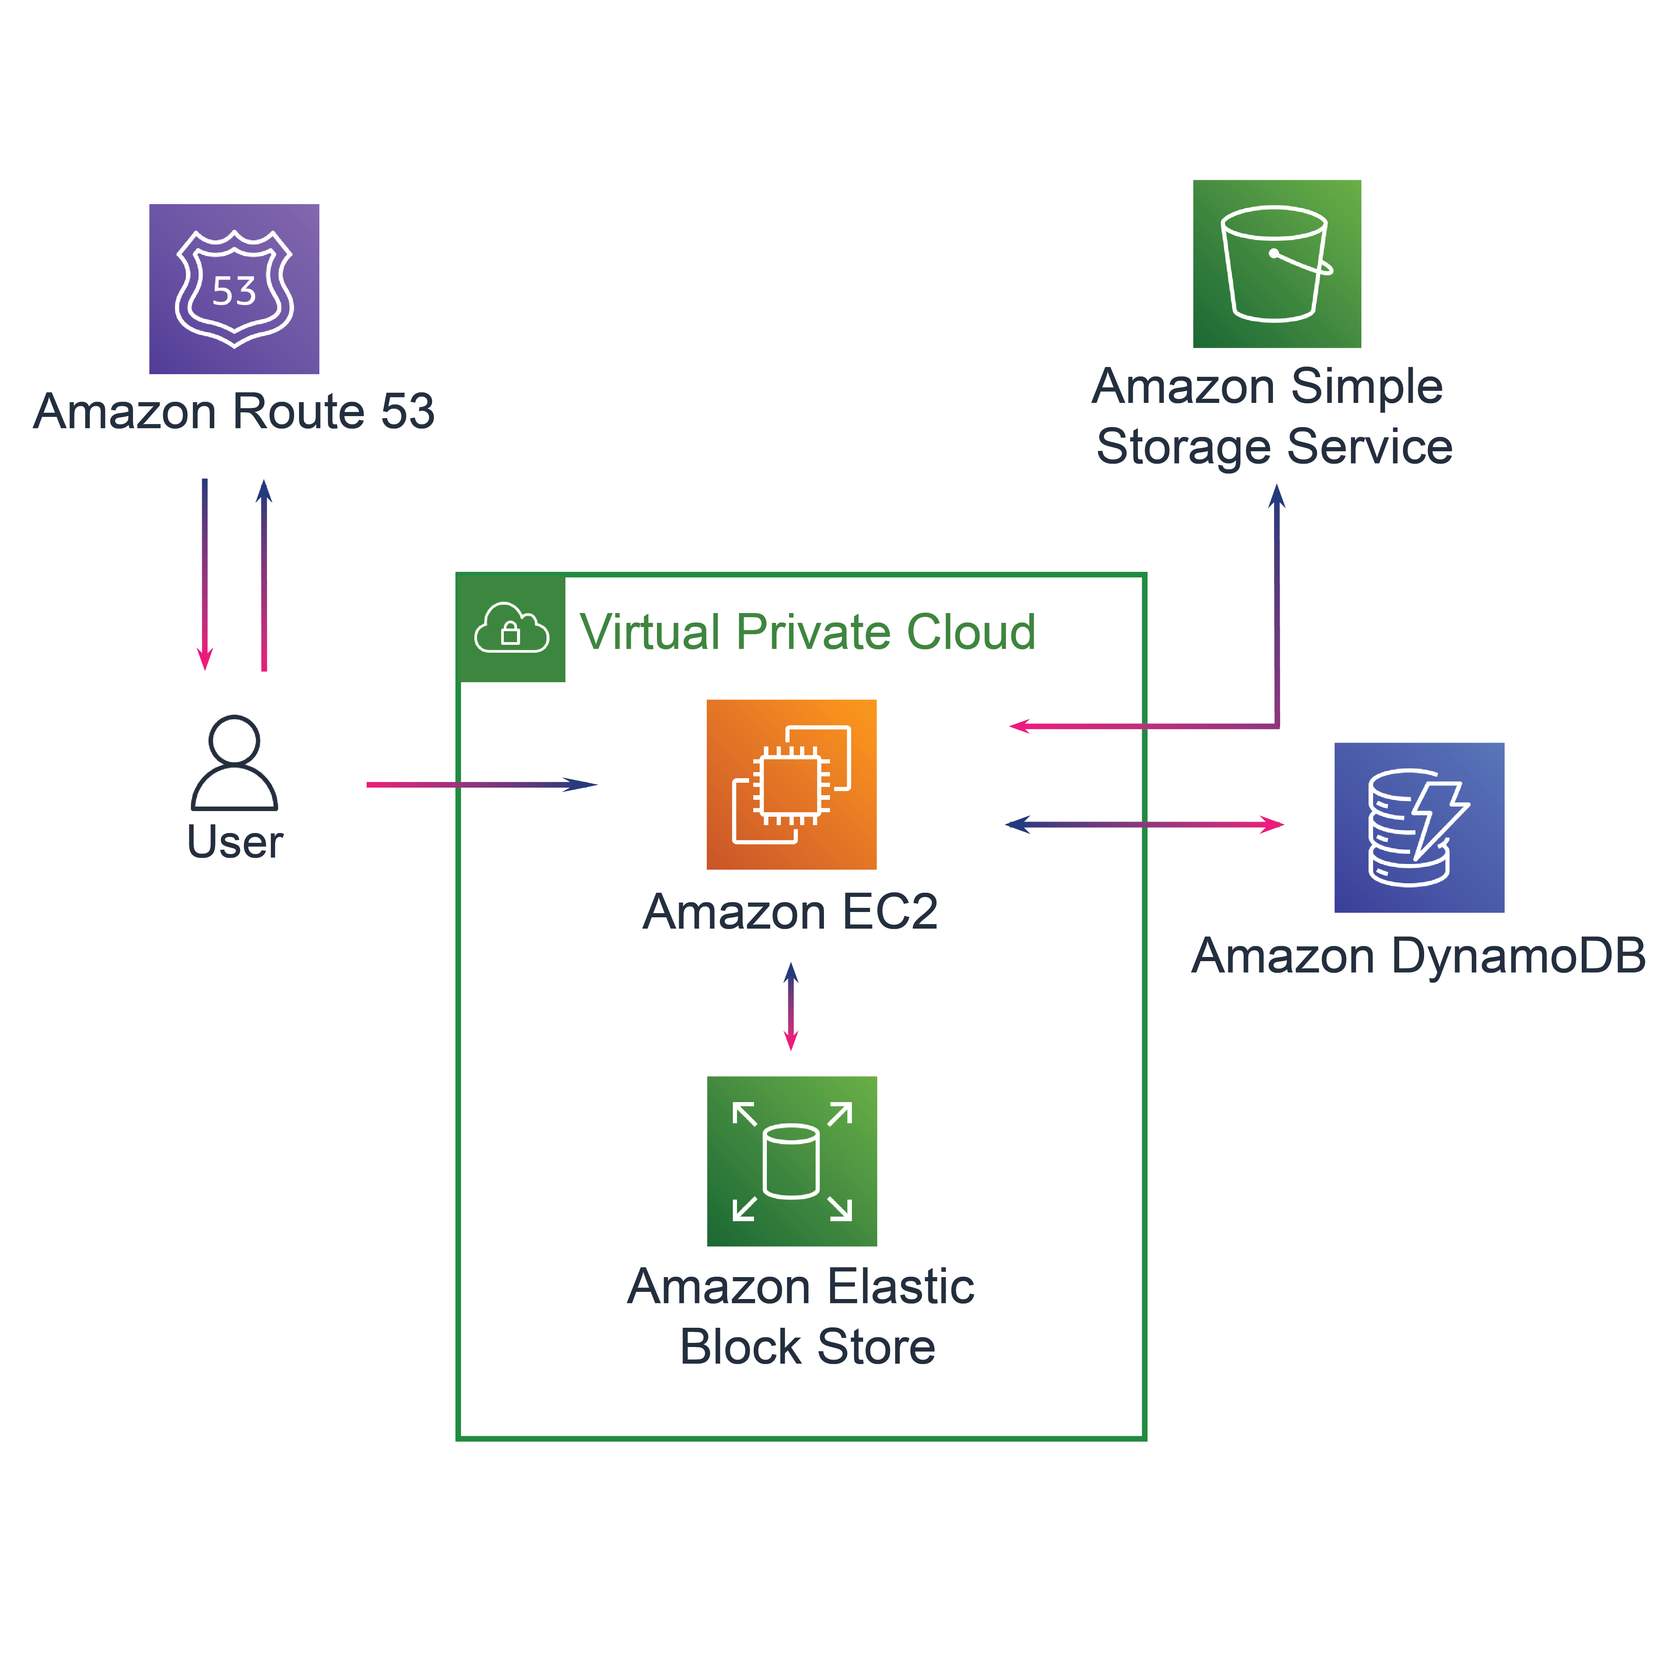 53
Amazon Route 53
Amazon Simple
Storage Service
Virtual Private Cloud
User
Amazon EC2
Amazon DynamoDB
Amazon Elastic
Block Store